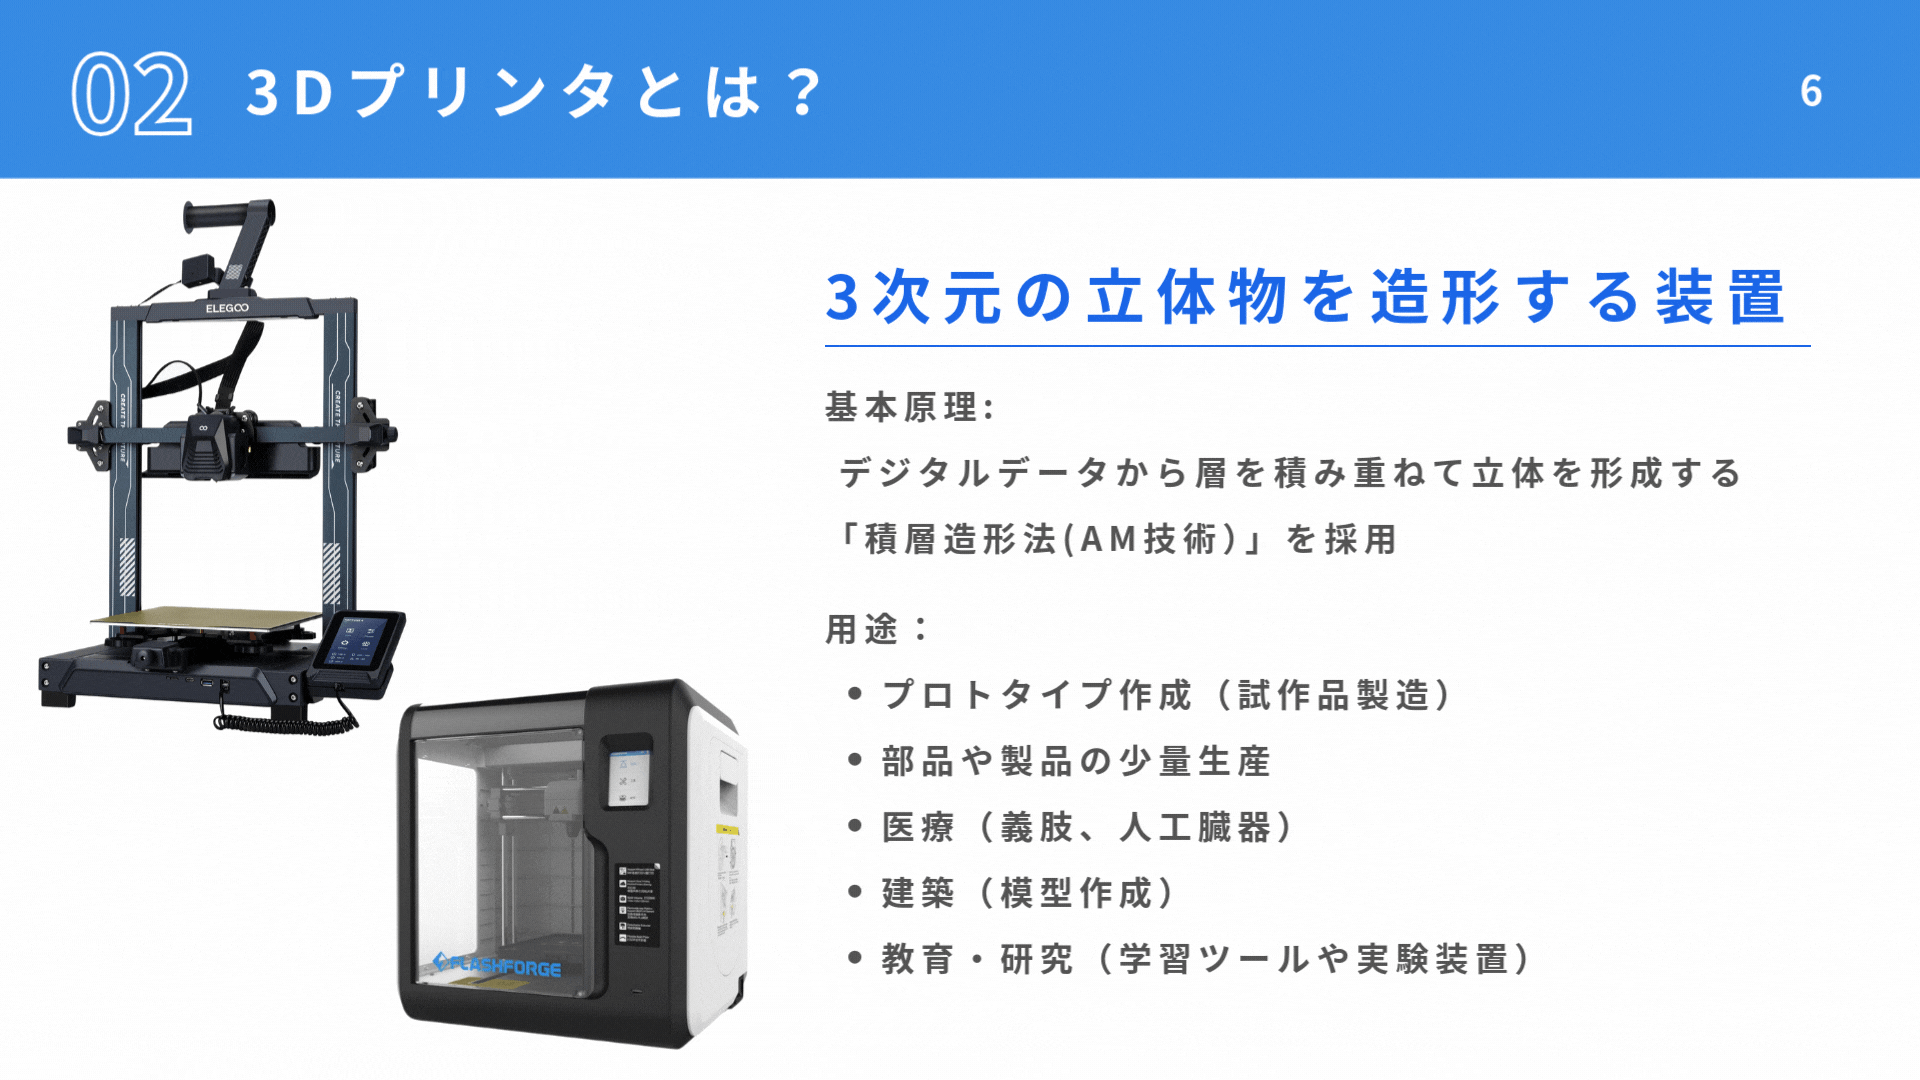 02 3Dプリンタとは？
6
ELEGOO
3次元の立体物を造形する装置
基本原理:
デジタルデータから層を積み重ねて立体を形成する
「積層造形法(AM技術)」を採用
用途：
• プロトタイプ作成（試作品製造）
• 部品や製品の少量生産
• 医療（義肢、人工臓器）
• 建築（模型作成）
• 教育・研究（学習ツールや実験装置）
FLASHFORGE